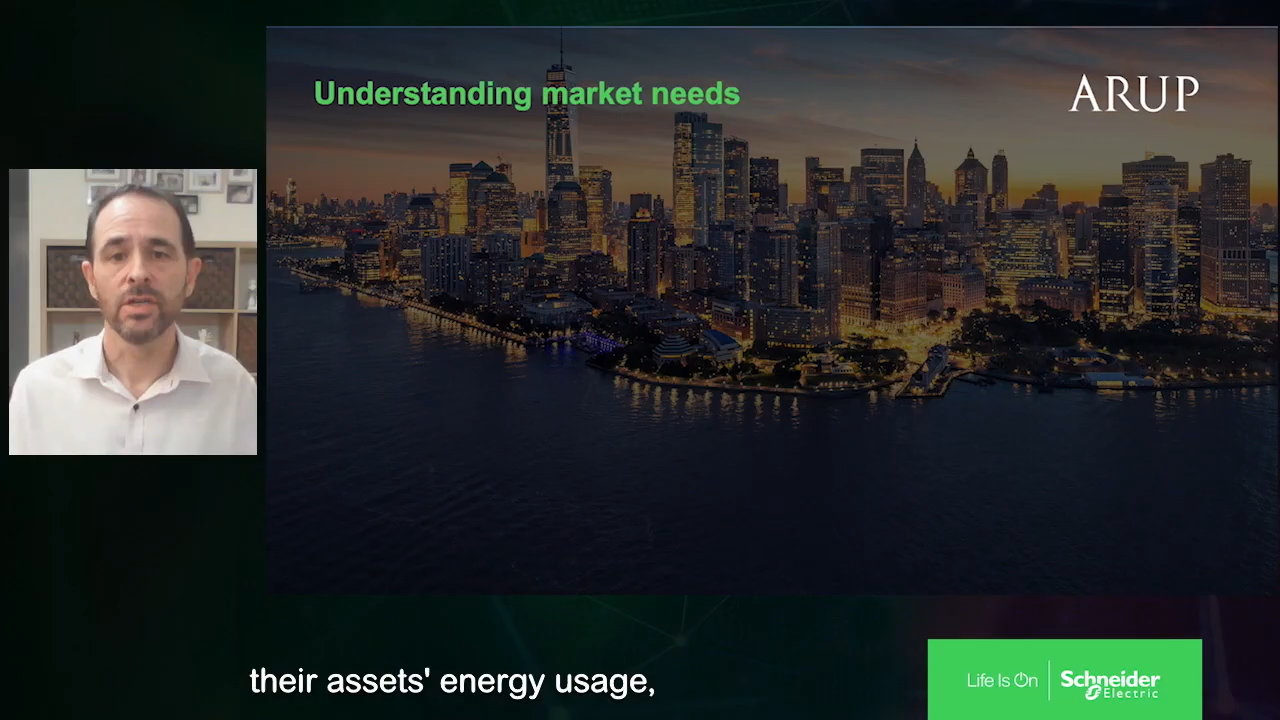 Understanding market needs
ARUP
their assets' energy usage,
Life Is On
Schneider
Electric